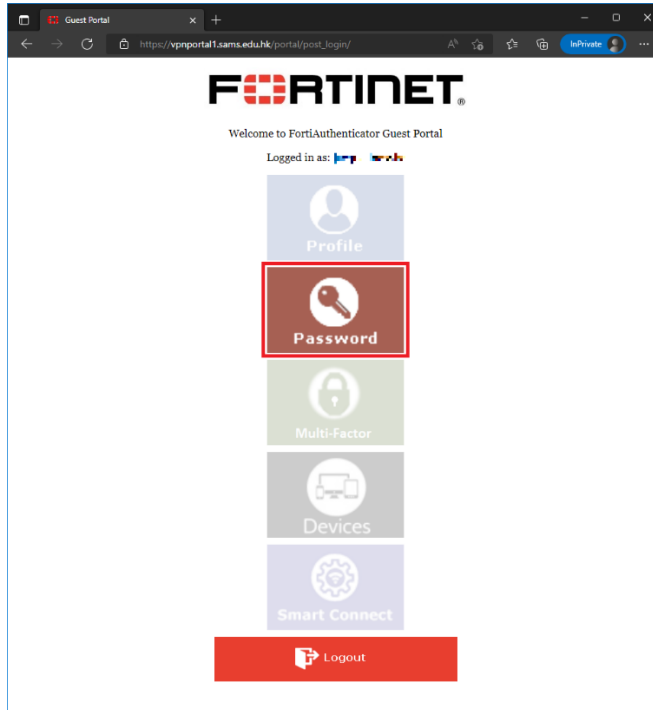 Guest Portal
https://vpnportal1.sams.edu.hk/portal/post_login/
InPrivate
FORTINET®
Welcome to FortiAuthenticator Guest Portal
Logged in as:
Profile
Password
Multi-Factor
Devices
Smart Connect
Logout